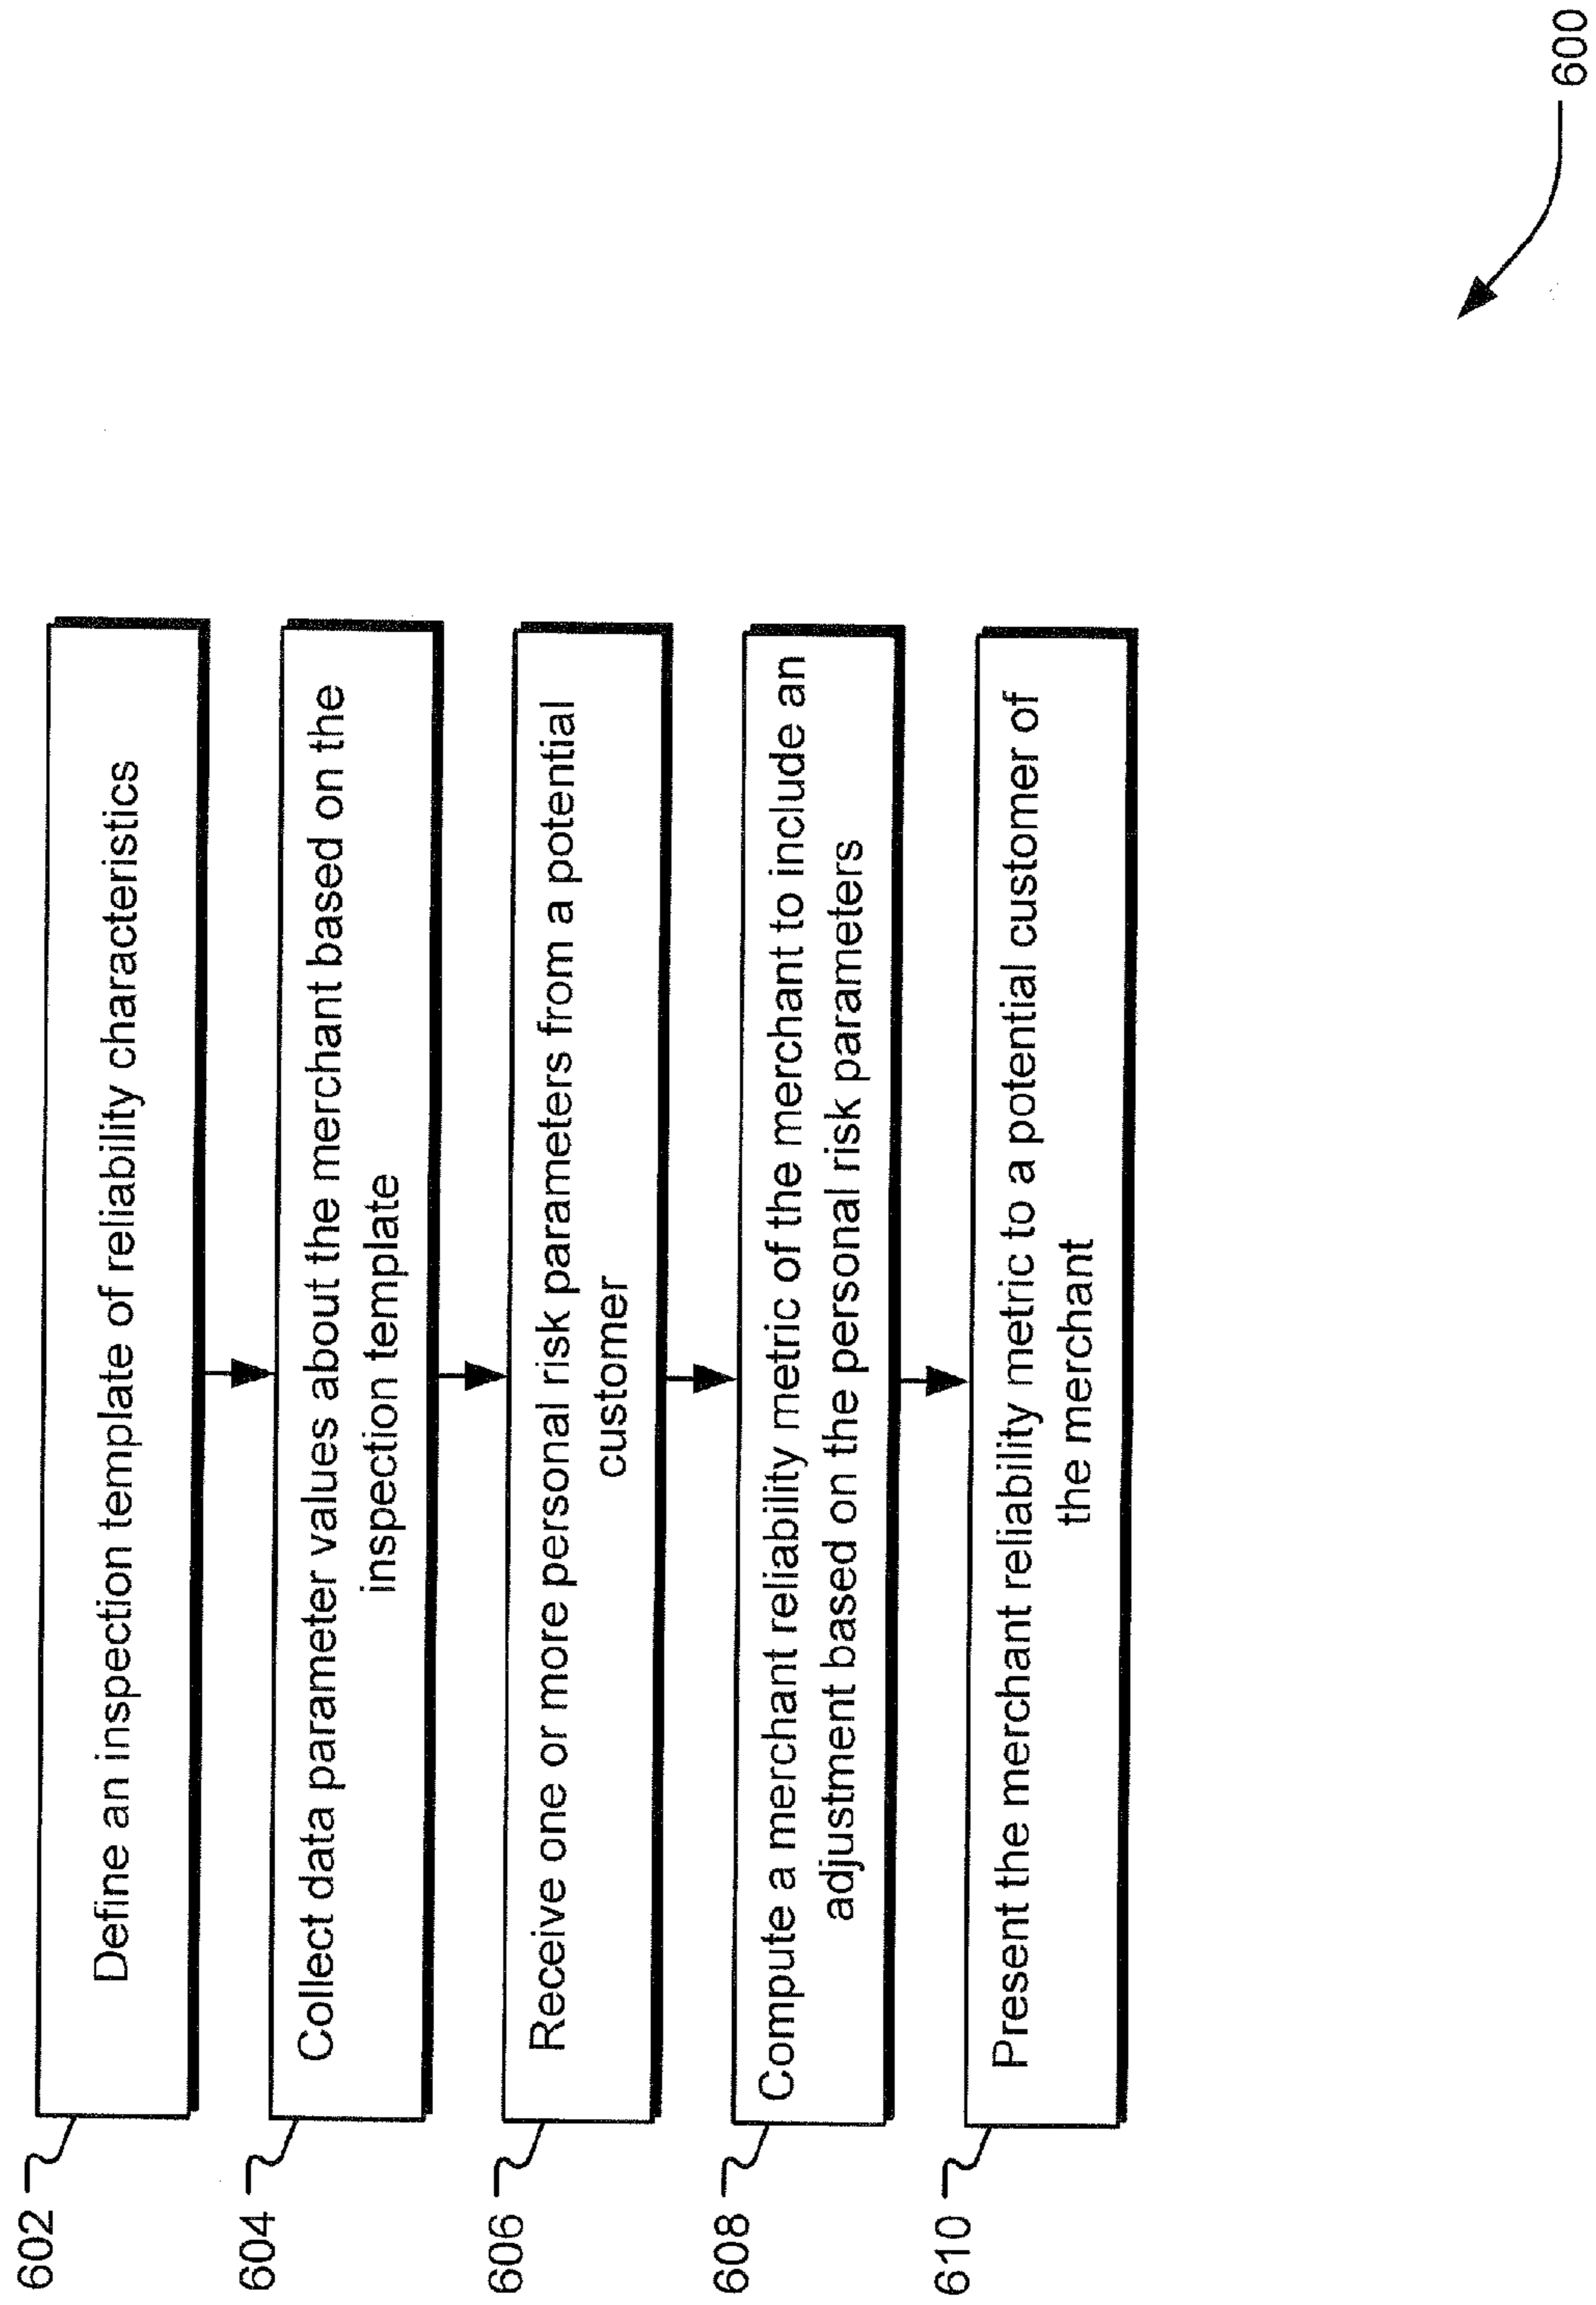 602
Define an inspection template of reliability characteristics
604
Collect data parameter values about the merchant based on the
inspection template
606
Receive one or more personal risk parameters from a potential
customer
608
Compute a merchant reliability metric of the merchant to include an
adjustment based on the personal risk parameters
610
Present the merchant reliability metric to a potential customer of
the merchant
600